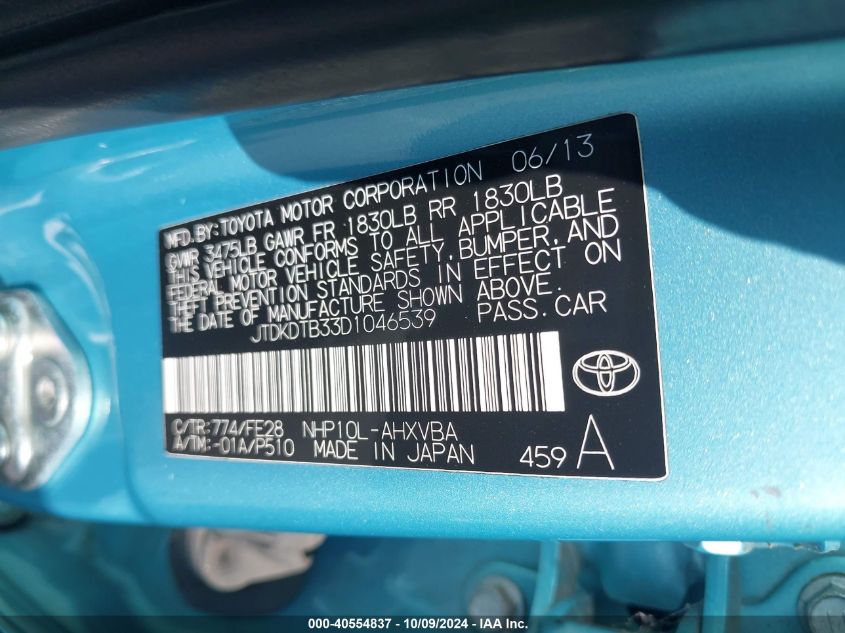 MFD.BY:TOYOTA MOTOR CORPORATION 06/13
GVWR 3475LB GAWR FR 1830LB RR 1830LB
THIS VEHICLE CONFORMS TO ALL APPLICABLE
FEDERAL MOTOR VEHICLE SAFETY,BUMPER,AND
THEFT PREVENTION STANDARDS IN EFFECT ON
THE DATE OF MANUFACTURE SHOWN ABOVE.
JTDKDTB33D1046539 PASS.CAR
C/TR:774/FE28 NHP10L-AHXVBA
A/TM:-01A/P510 MADE IN JAPAN 459 A
000-40554837 - 10/09/2024 - IAA Inc.